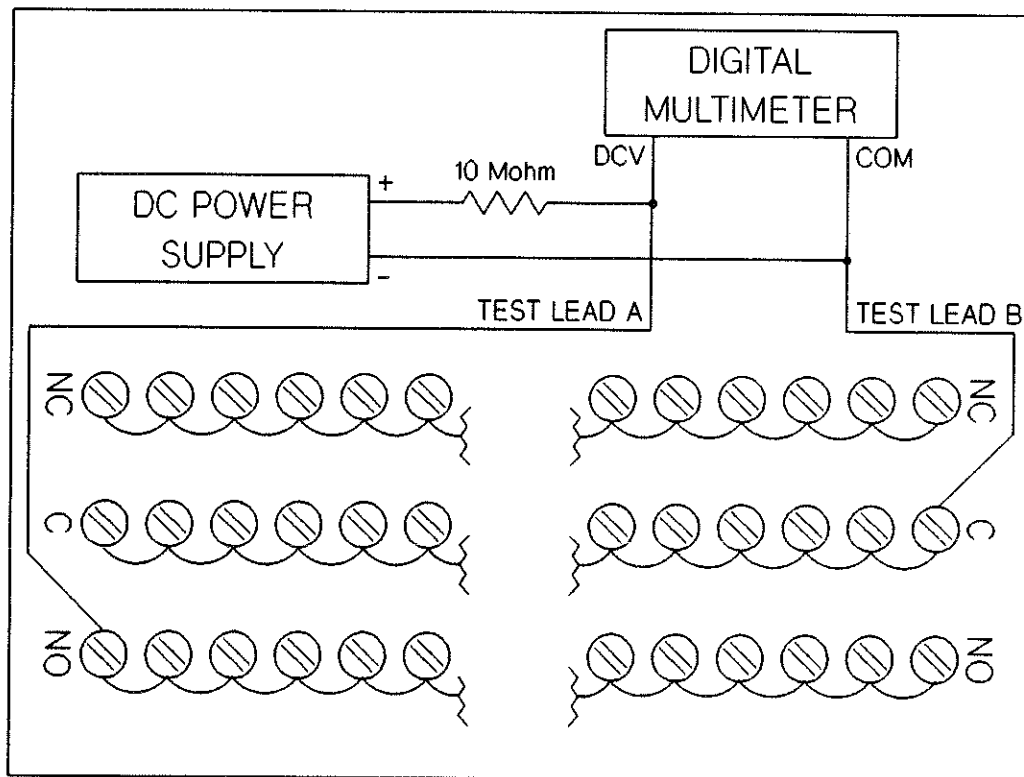 DIGITAL
MULTIMETER
DCV
COM
10 Mohm
+
DC POWER
SUPPLY
-
TEST LEAD A
TEST LEAD B
NC
NC
C
C
NO
NO